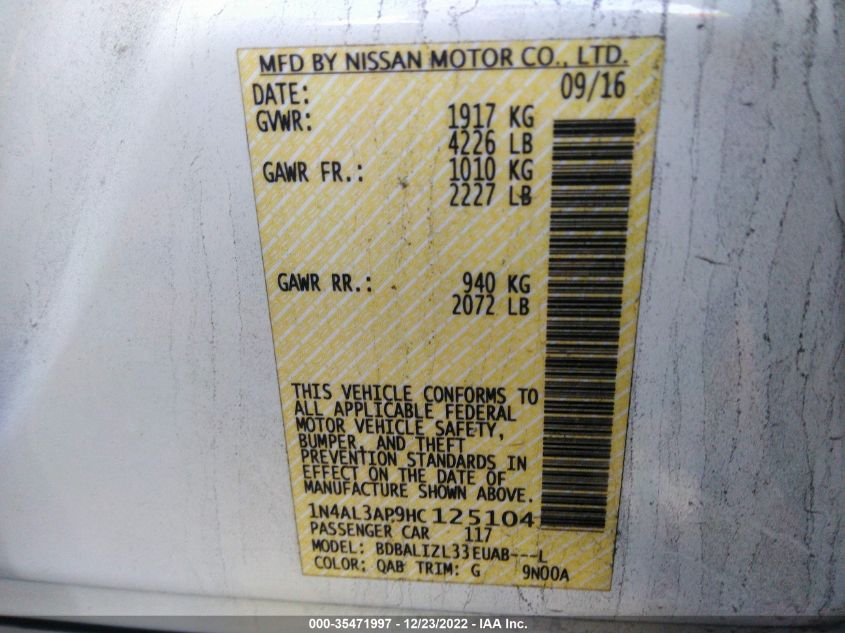 MFD BY NISSAN MOTOR CO., LTD.
DATE: 09/16
GVWR: 1917 KG
4226 LB
GAWR FR.: 1010 KG
2227 LB
GAWR RR.: 940 KG
2072 LB
THIS VEHICLE CONFORMS TO
ALL APPLICABLE FEDERAL
MOTOR VEHICLE SAFETY,
BUMPER, AND THEFT
PREVENTION STANDARDS IN
EFFECT ON THE DATE OF
MANUFACTURE SHOWN ABOVE.
1N4AL3AP9HC125104
PASSENGER CAR 117
MODEL: BDBALIZL33EUAB---L
COLOR: QAB TRIM: G 9N00A
000-35471997 - 12/23/2022 - IAA Inc.